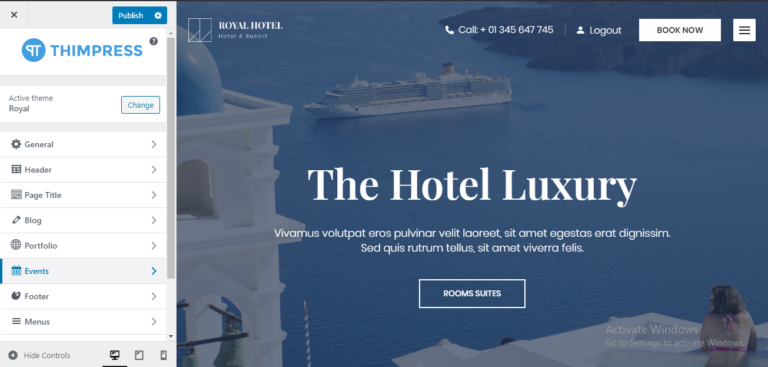 Publish
THIMPRESS
Active theme
Royal
Change
General
Header
Page Title
Blog
Portfolio
Events
Footer
Menus
Hide Controls
ROYAL HOTEL
Hotel & Resort
Call: + 01 345 647 745
Logout
BOOK NOW
The Hotel Luxury
Vivamus volutpat eros pulvinar velit laoreet, sit amet egestas erat dignissim.
Sed quis rutrum tellus, sit amet viverra felis.
ROOMS SUITES
Activate Windows
Go to Settings to activate Windows.